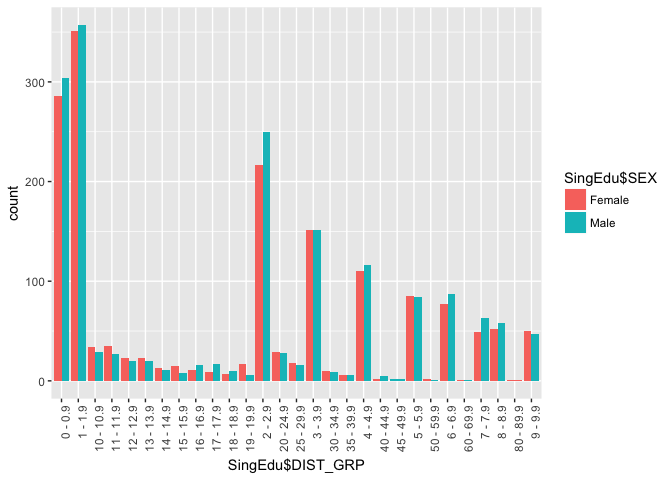 300
200
100
0
count
0 - 0.9
1 - 1.9
10 - 10.9
11 - 11.9
12 - 12.9
13 - 13.9
14 - 14.9
15 - 15.9
16 - 16.9
17 - 17.9
18 - 18.9
19 - 19.9
2 - 2.9
20 - 24.9
25 - 29.9
3 - 3.9
30 - 34.9
35 - 39.9
4 - 4.9
40 - 44.9
45 - 49.9
5 - 5.9
50 - 59.9
6 - 6.9
60 - 69.9
7 - 7.9
8 - 8.9
80 - 89.9
9 - 9.9
SingEdu$DIST_GRP
SingEdu$SEX
Female
Male